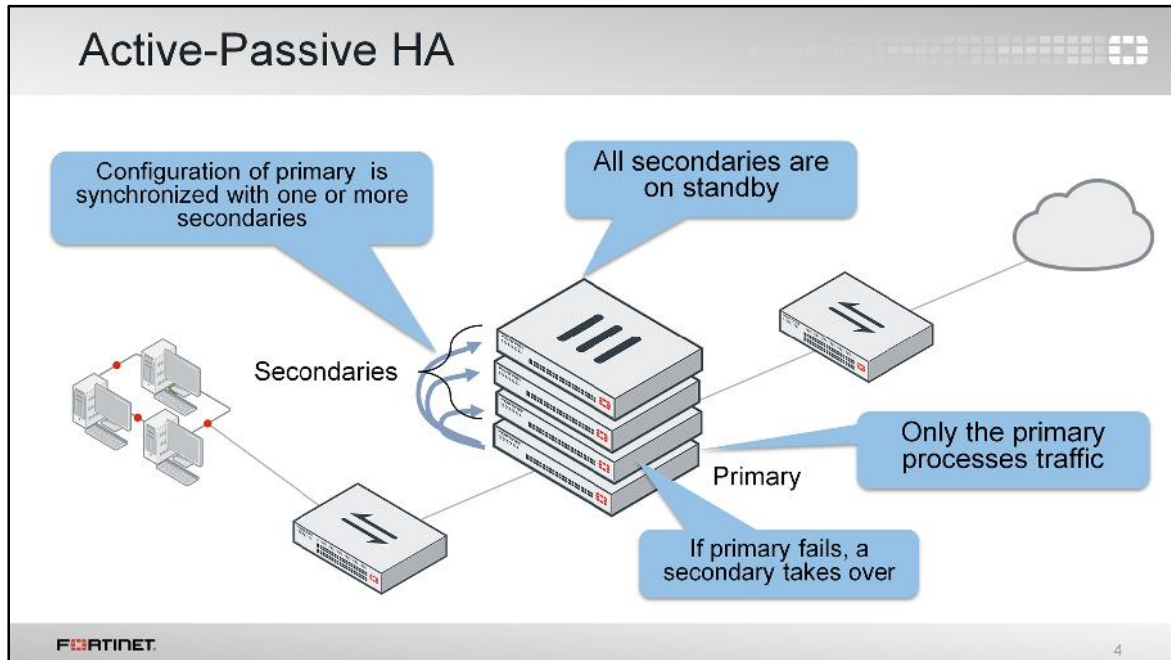 Active-Passive HA
Configuration of primary is
synchronized with one or more
secondaries
All secondaries are
on standby
Secondaries
Only the primary
processes traffic
Primary
If primary fails, a
secondary takes over
FORTINET
4